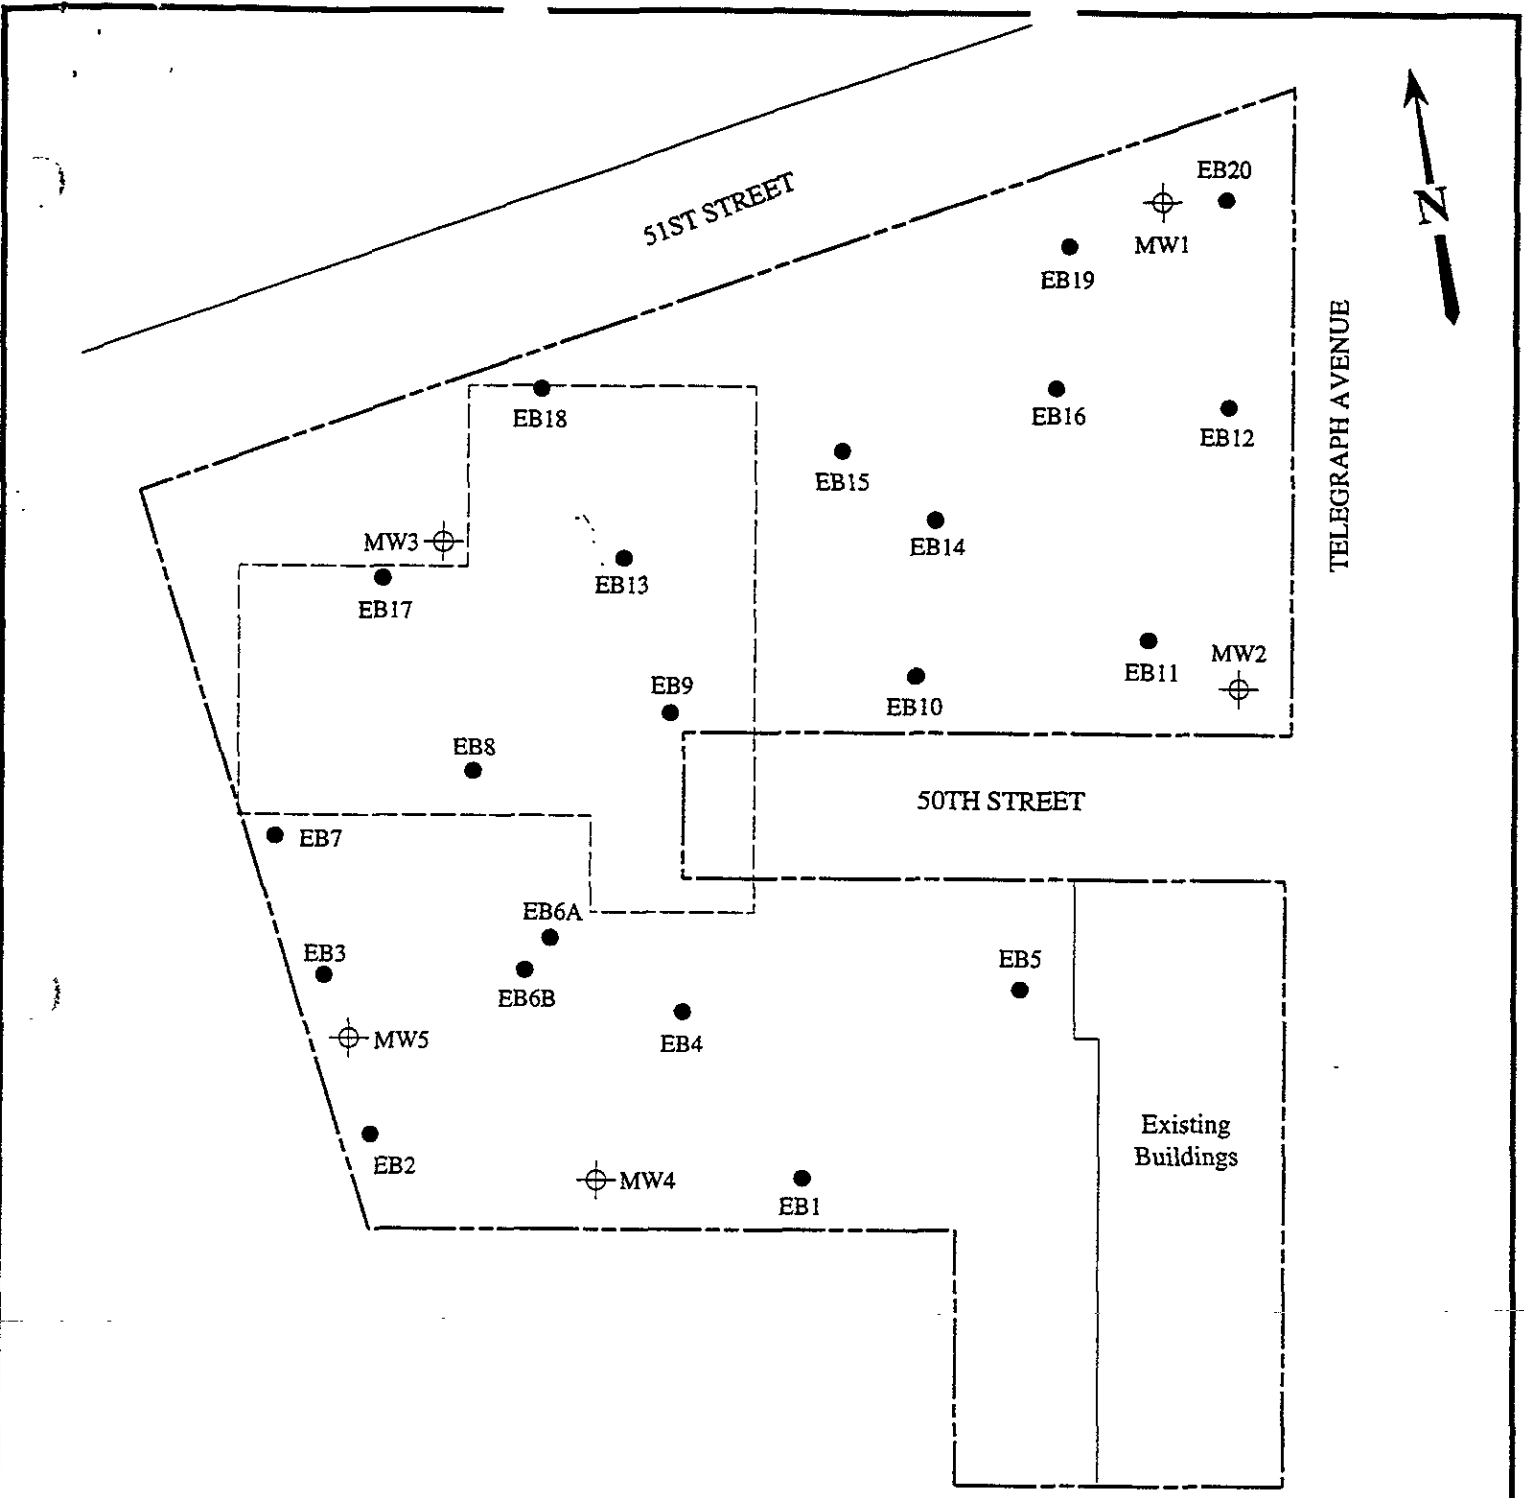 51ST STREET
EB20
MW1
EB19
N
TELEGRAPH AVENUE
EB18
EB16
EB12
EB15
EB14
MW3
EB13
EB17
EB11
MW2
EB9
EB10
EB8
50TH STREET
EB7
EB6A
EB3
EB5
EB6B
MW5
EB4
Existing
Buildings
EB2
MW4
EB1